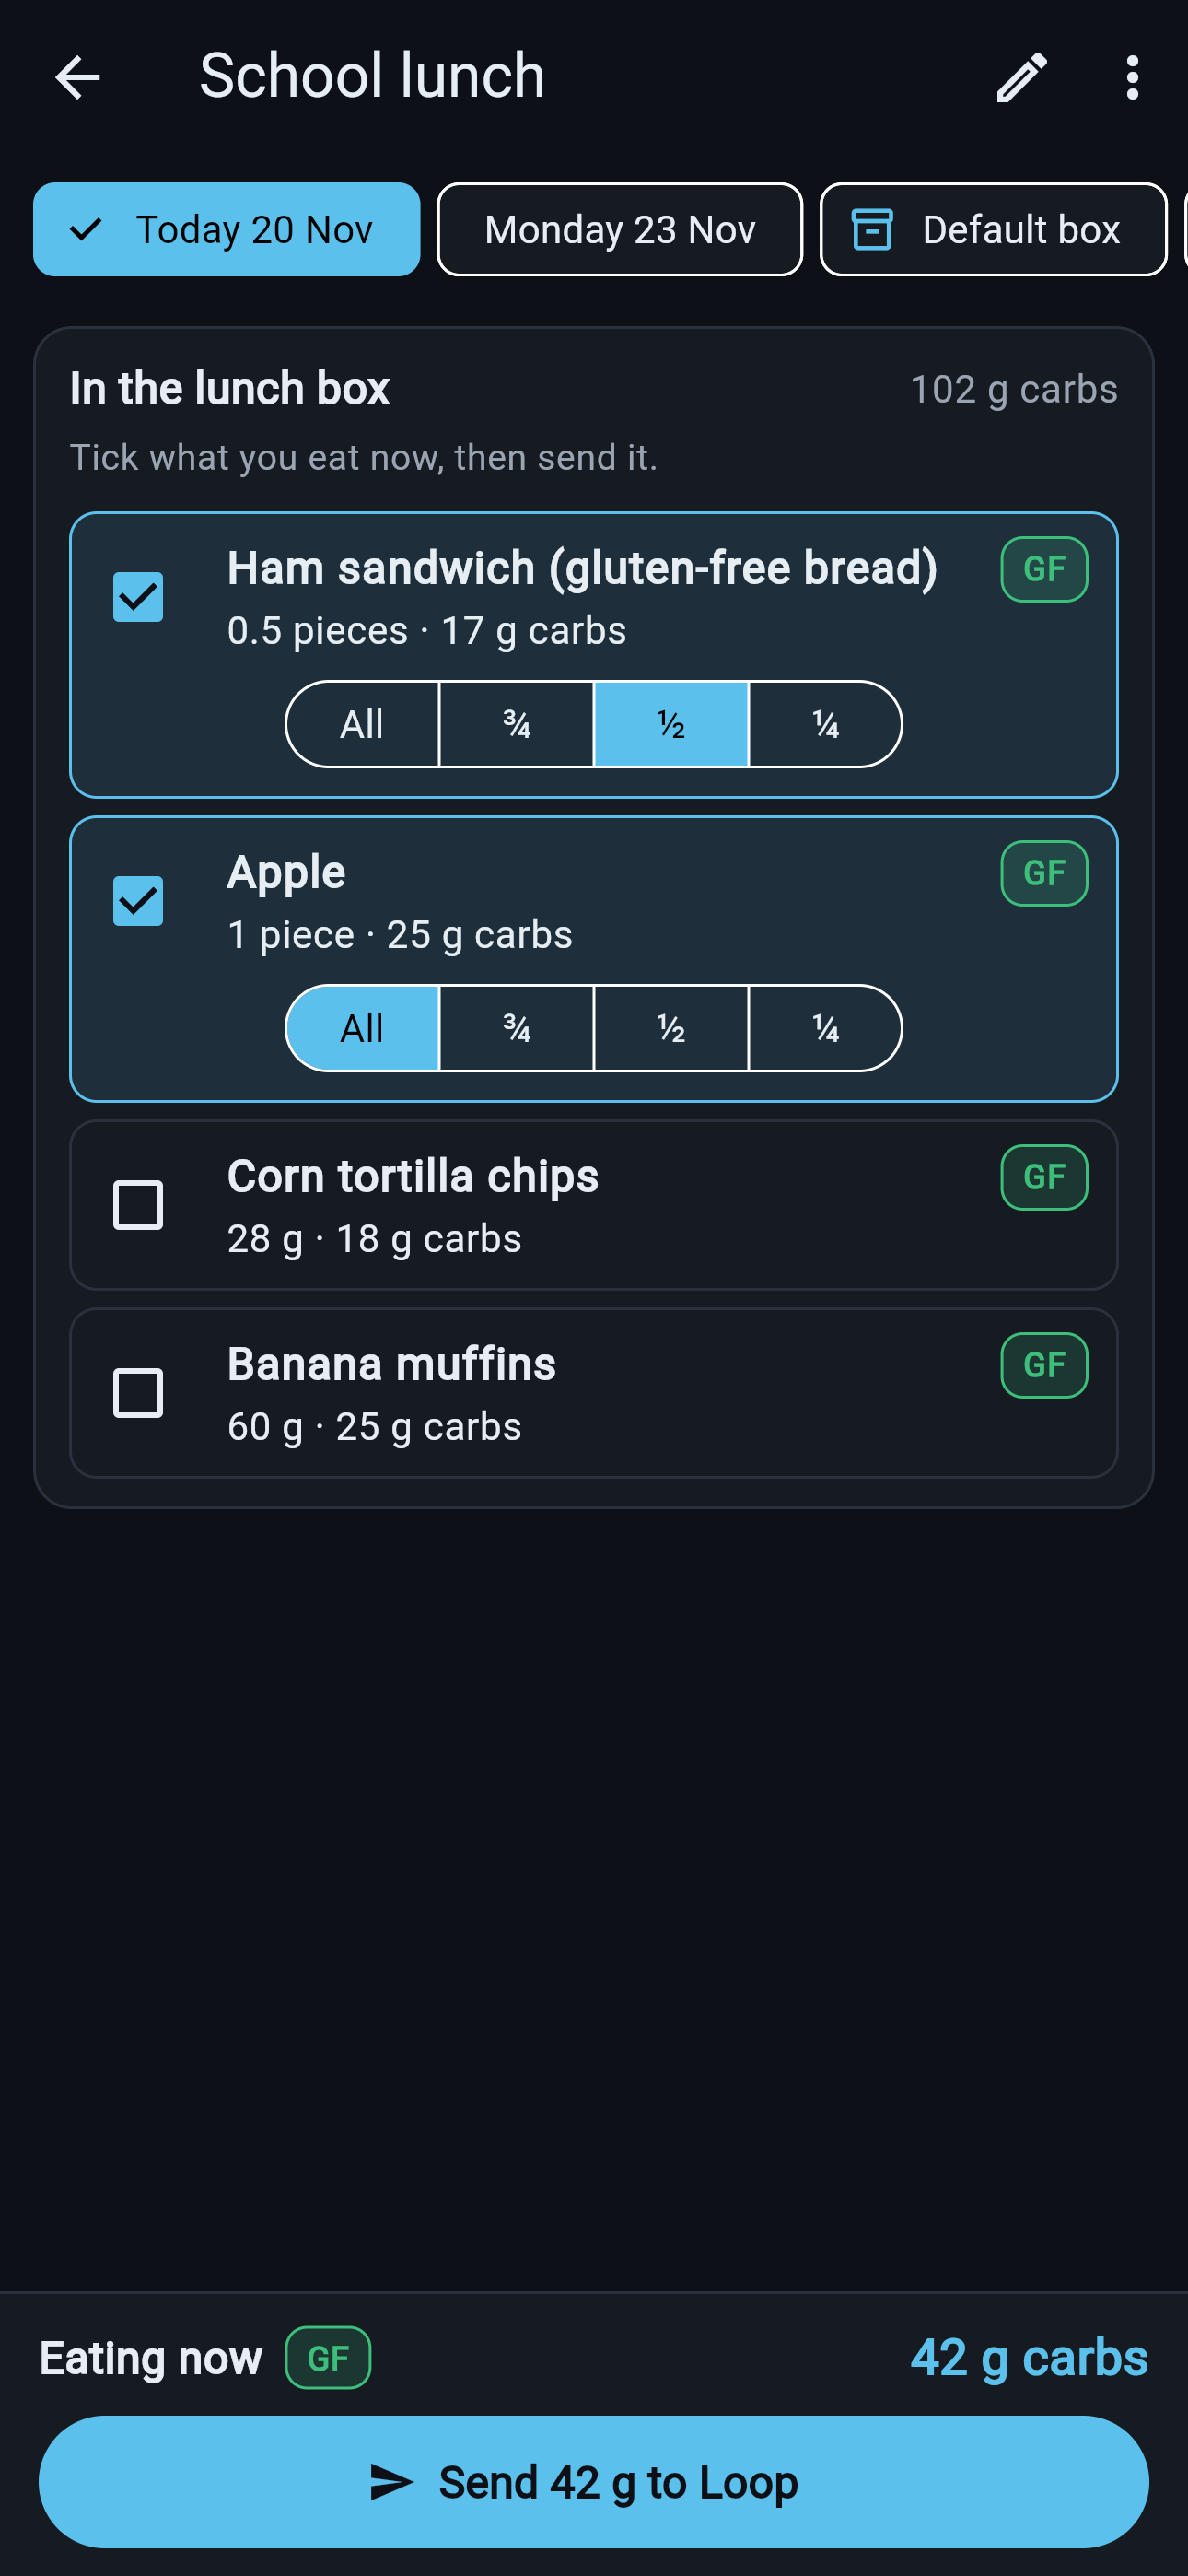 School lunch
Today 20 Nov
Monday 23 Nov
Default box
In the lunch box
102 g carbs
Tick what you eat now, then send it.
Ham sandwich (gluten-free bread)
GF
0.5 pieces · 17 g carbs
All ¾ ½ ¼
Apple
GF
1 piece · 25 g carbs
All ¾ ½ ¼
Corn tortilla chips
GF
28 g · 18 g carbs
Banana muffins
GF
60 g · 25 g carbs
Eating now
GF
42 g carbs
Send 42 g to Loop